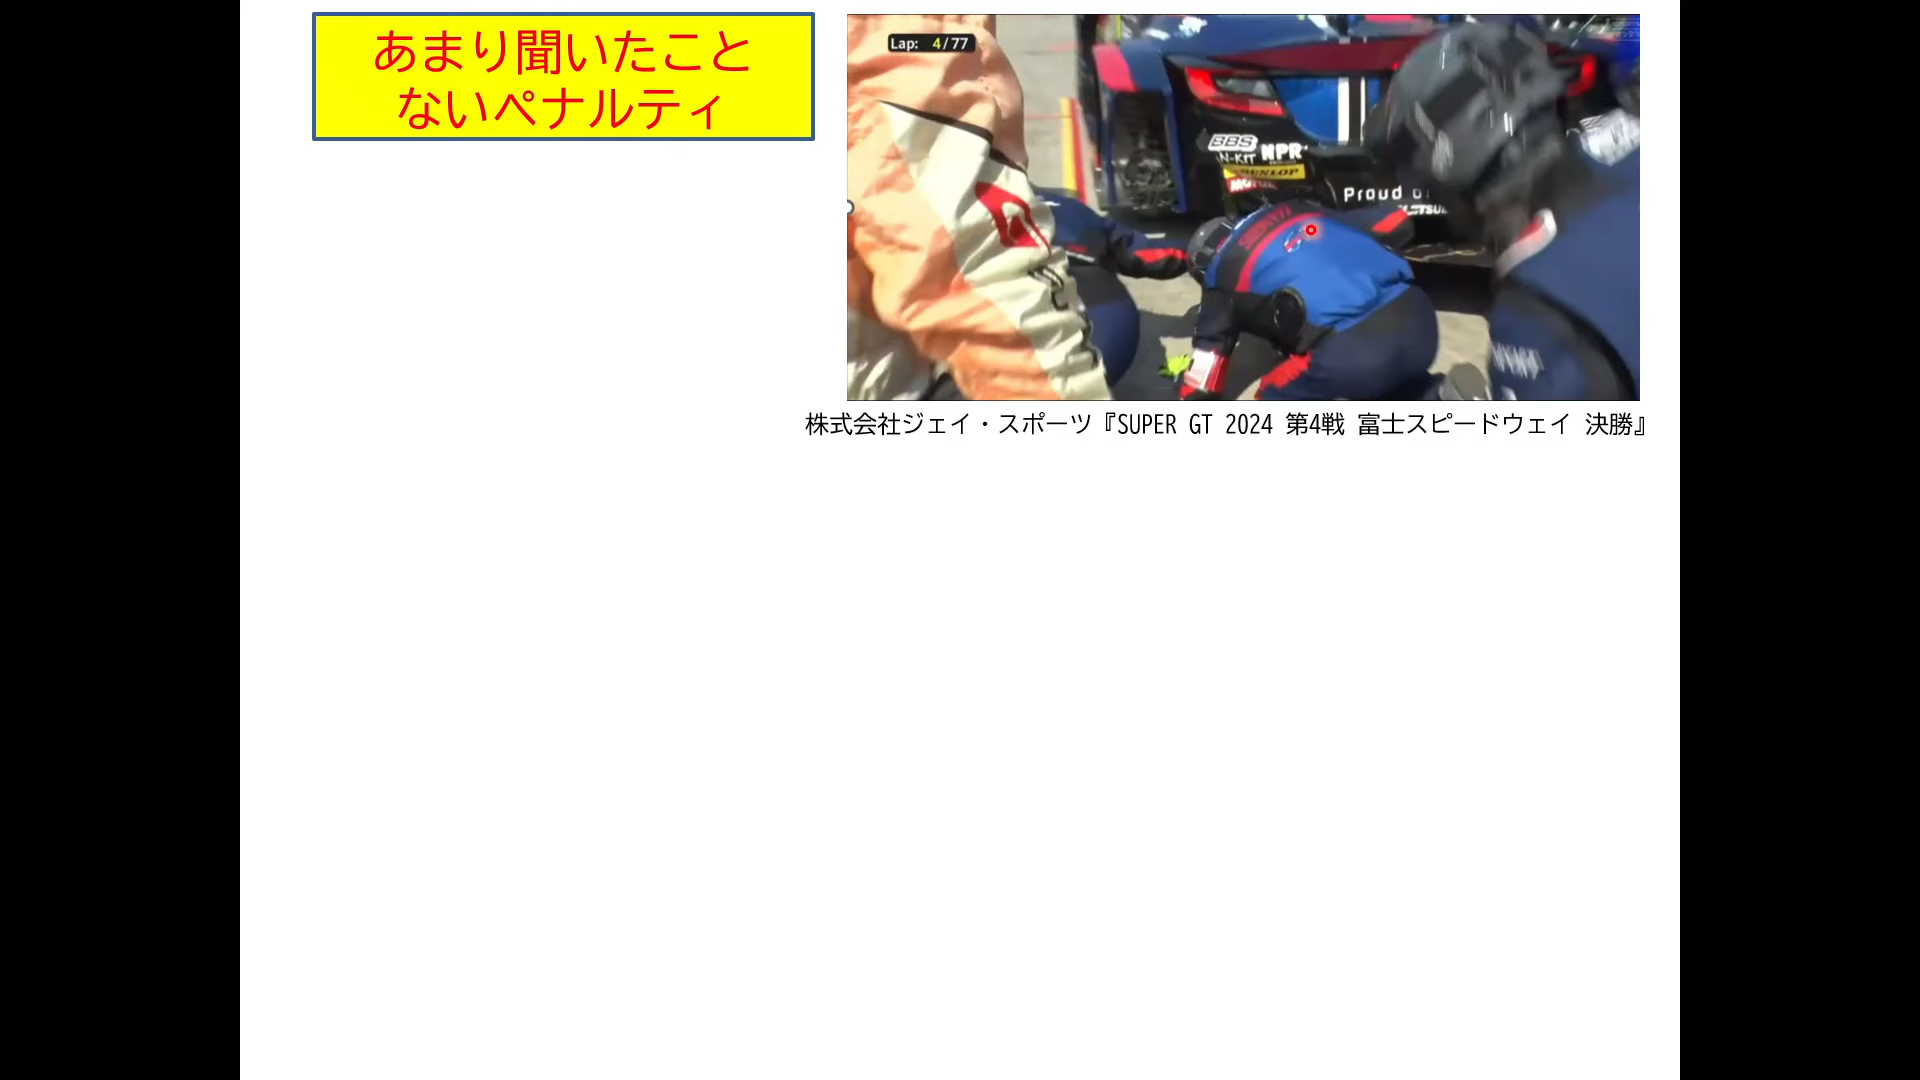 あまり聞いたこと
ないペナルティ
Lap: 4/77
BBS
N-KIT NPR
DUNLOP
MOTUL
Proud
株式会社ジェイ・スポーツ『SUPER GT 2024 第4戦 富士スピードウェイ 決勝』